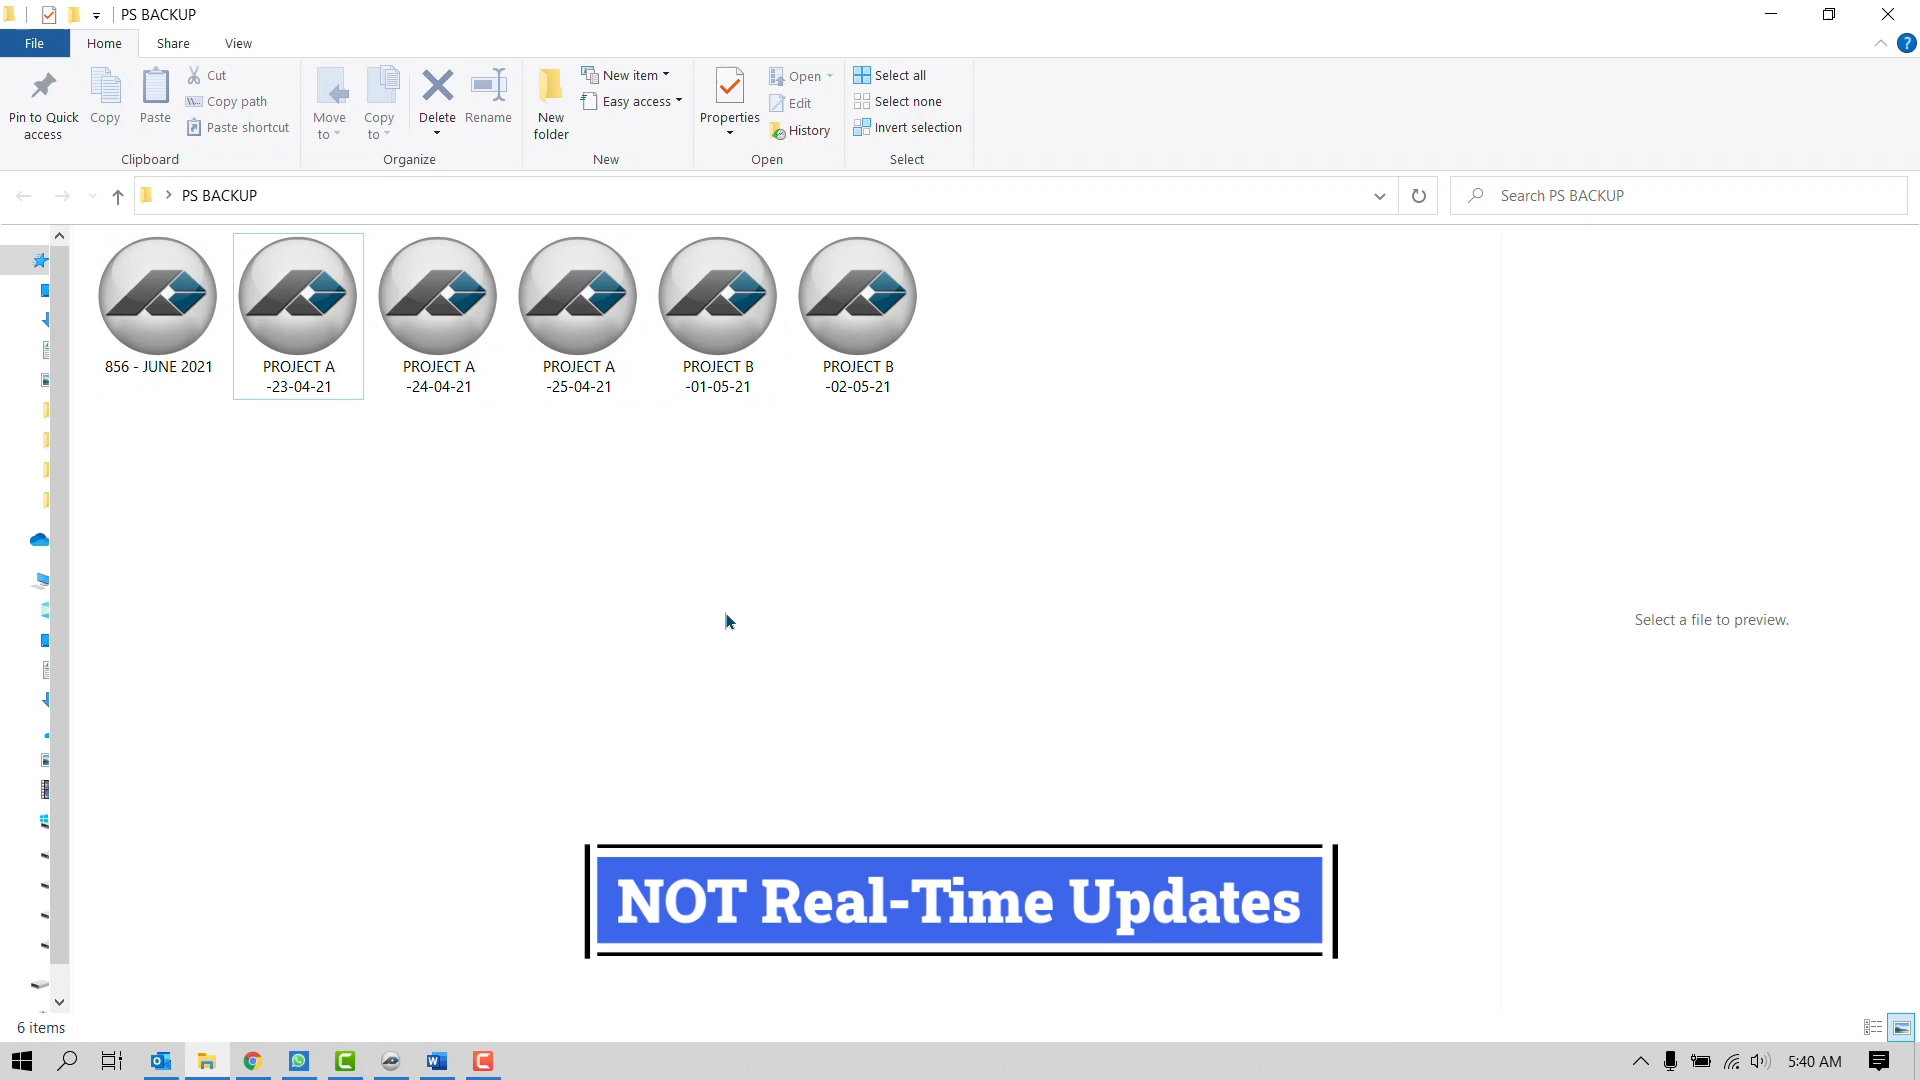 PS BACKUP
File Home Share View
Pin to Quick access
Copy
Paste
Cut
Copy path
Paste shortcut
Clipboard
Move to
Copy to
Delete
Rename
Organize
New folder
New item
Easy access
New
Properties
Open
Edit
History
Open
Select all
Select none
Invert selection
Select
PS BACKUP
Search PS BACKUP
856 - JUNE 2021
PROJECT A
-23-04-21
PROJECT A
-24-04-21
PROJECT A
-25-04-21
PROJECT B
-01-05-21
PROJECT B
-02-05-21
Select a file to preview.
NOT Real-Time Updates
6 items
5:40 AM